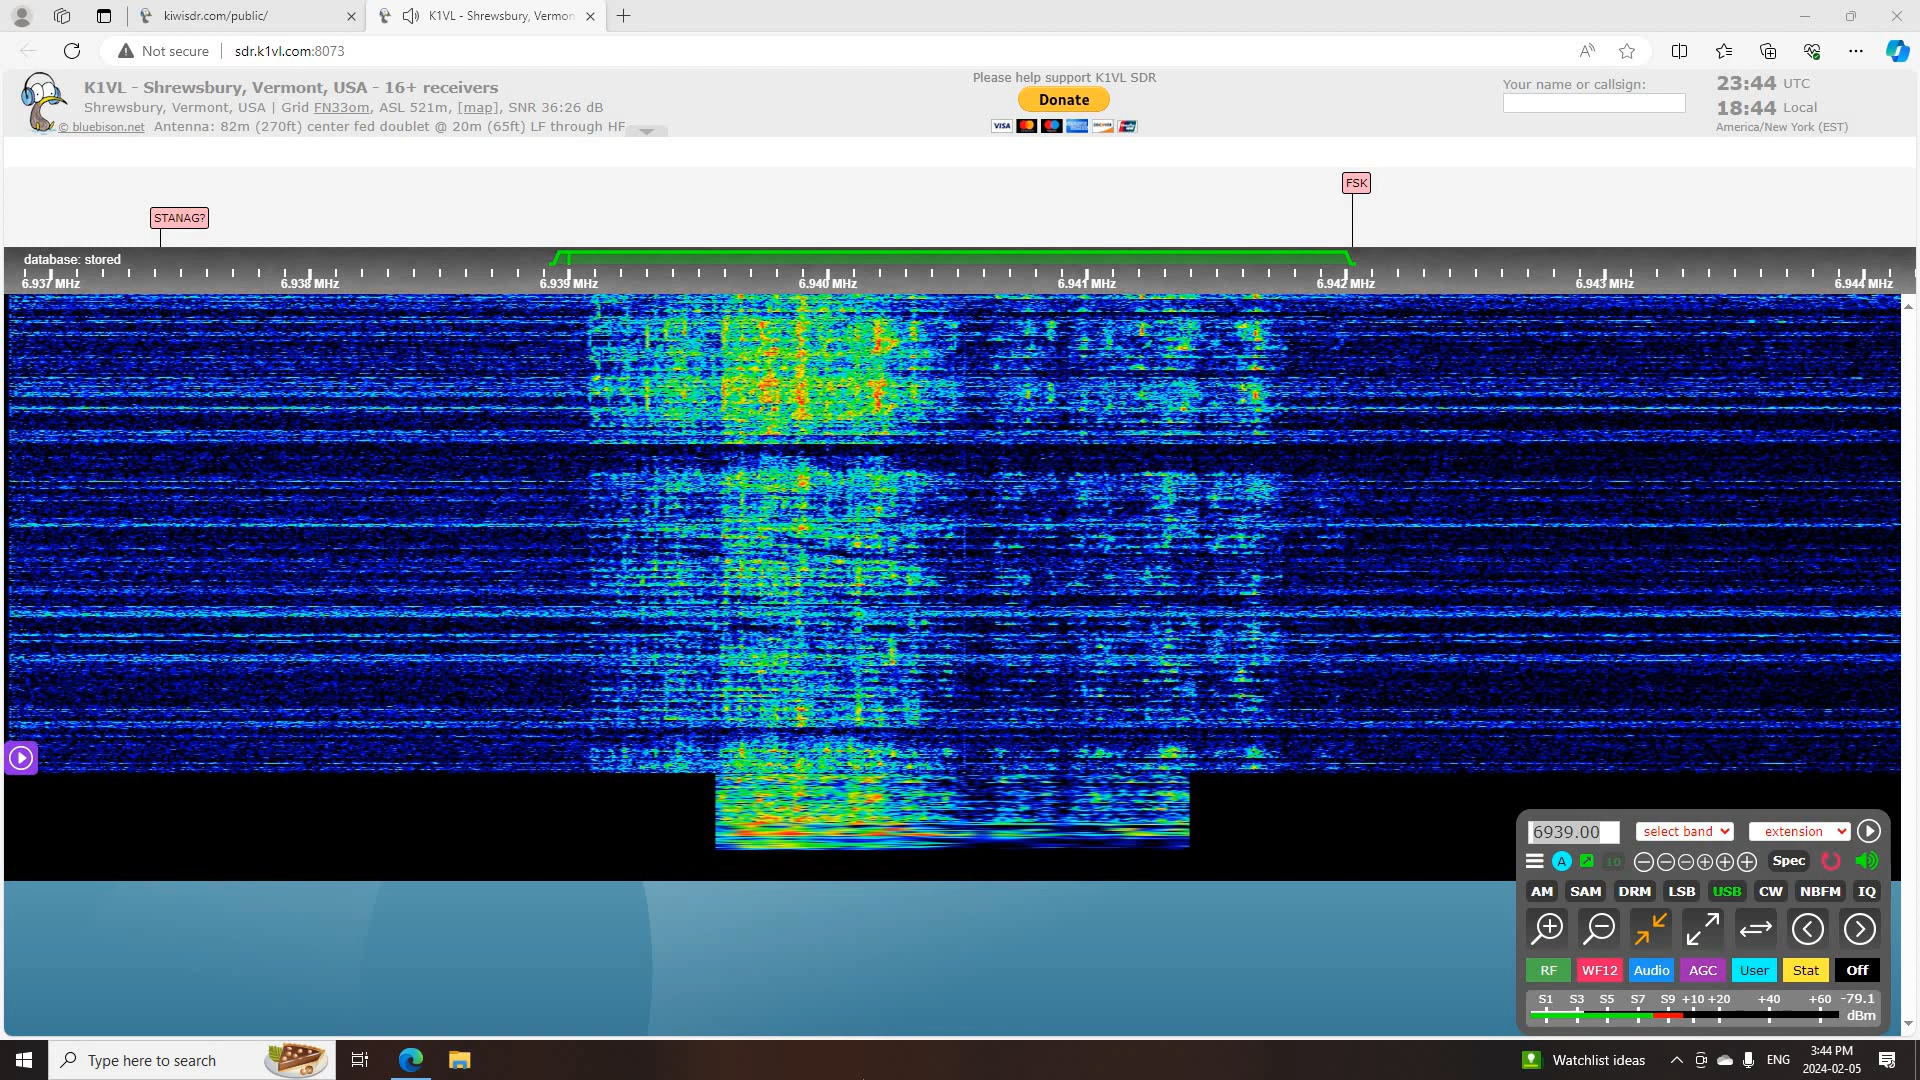 kiwisdr.com/public/
K1VL - Shrewsbury, Vermon
Not secure
sdr.k1vl.com:8073
K1VL - Shrewsbury, Vermont, USA - 16+ receivers
Shrewsbury, Vermont, USA | Grid FN33om, ASL 521m, [map], SNR 36:26 dB
© bluebison.net
Antenna: 82m (270ft) center fed doublet @ 20m (65ft) LF through HF
Please help support K1VL SDR
Donate
VISA
Your name or callsign:
23:44 UTC
18:44 Local
America/New York (EST)
FSK
STANAG?
database: stored
6.937 MHz
6.938 MHz
6.939 MHz
6.940 MHz
6.941 MHz
6.942 MHz
6.943 MHz
6.944 MHz
6939.00
select band
extension
A
10
Spec
AM SAM DRM LSB USB CW NBFM IQ
RF WF12 Audio AGC User Stat Off
S1 S3 S5 S7 S9 +10 +20 +40 +60 -79.1
dBm
Type here to search
Watchlist ideas
ENG
3:44 PM
2024-02-05